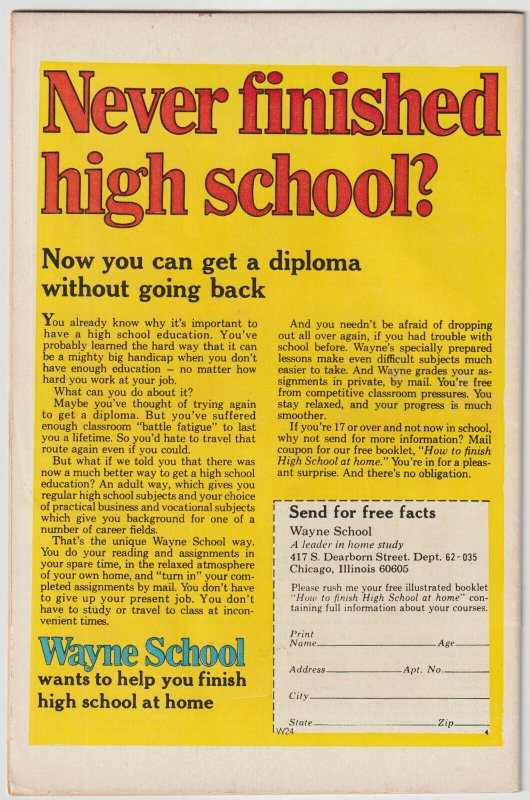 Never finished
high school?
Now you can get a diploma
without going back
You already know why it's important to
have a high school education. You've
probably learned the hard way that it can
be a mighty big handicap when you don't
have enough education – no matter how
hard you work at your job.
What can you do about it?
Maybe you've thought of trying again
to get a diploma. But you've suffered
enough classroom "battle fatigue" to last
you a lifetime. So you'd hate to travel that
route again even if you could.
But what if we told you that there was
now a much better way to get a high school
education? An adult way, which gives you
regular high school subjects and your choice
of practical business and vocational subjects
which give you background for one of a
number of career fields.
That's the unique Wayne School way.
You do your reading and assignments in
your spare time, in the relaxed atmosphere
of your own home, and "turn in" your com-
pleted assignments by mail. You don't have
to give up your present job. You don't
have to study or travel to class at incon-
venient times.
Wayne School
wants to help you finish
high school at home
And you needn't be afraid of dropping
out all over again, if you had trouble with
school before. Wayne's specially prepared
lessons make even difficult subjects much
easier to take. And Wayne grades your as-
signments in private, by mail. You're free
from competitive classroom pressures. You
stay relaxed, and your progress is much
smoother.
If you're 17 or over and not now in school,
why not send for more information? Mail
coupon for our free booklet, "How to finish
High School at home." You're in for a pleas-
ant surprise. And there's no obligation.
Send for free facts
Wayne School
A leader in home study
417 S. Dearborn Street. Dept. 62-035
Chicago, Illinois 60605
Please rush me your free illustrated booklet
"How to finish High School at home" con-
taining full information about your courses.
Print
Name Age
Address Apt. No.
City
State Zip
W24 4